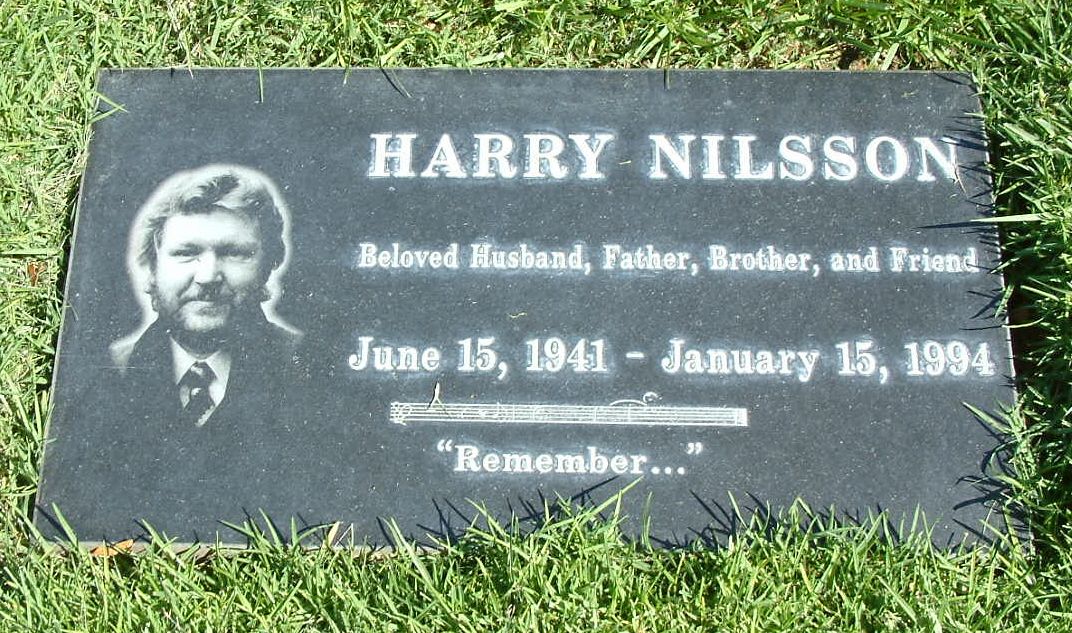 HARRY NILSSON
Beloved Husband, Father, Brother, and Friend
June 15, 1941 - January 15, 1994
“Remember...”